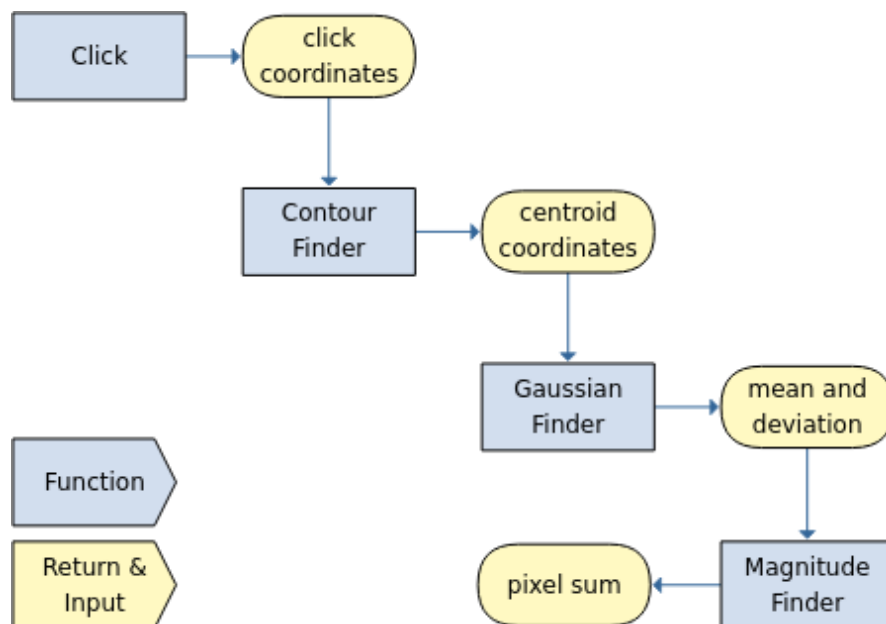 Click
click
coordinates
Contour
Finder
centroid
coordinates
Gaussian
Finder
mean and
deviation
Function
Return &
Input
pixel sum
Magnitude
Finder